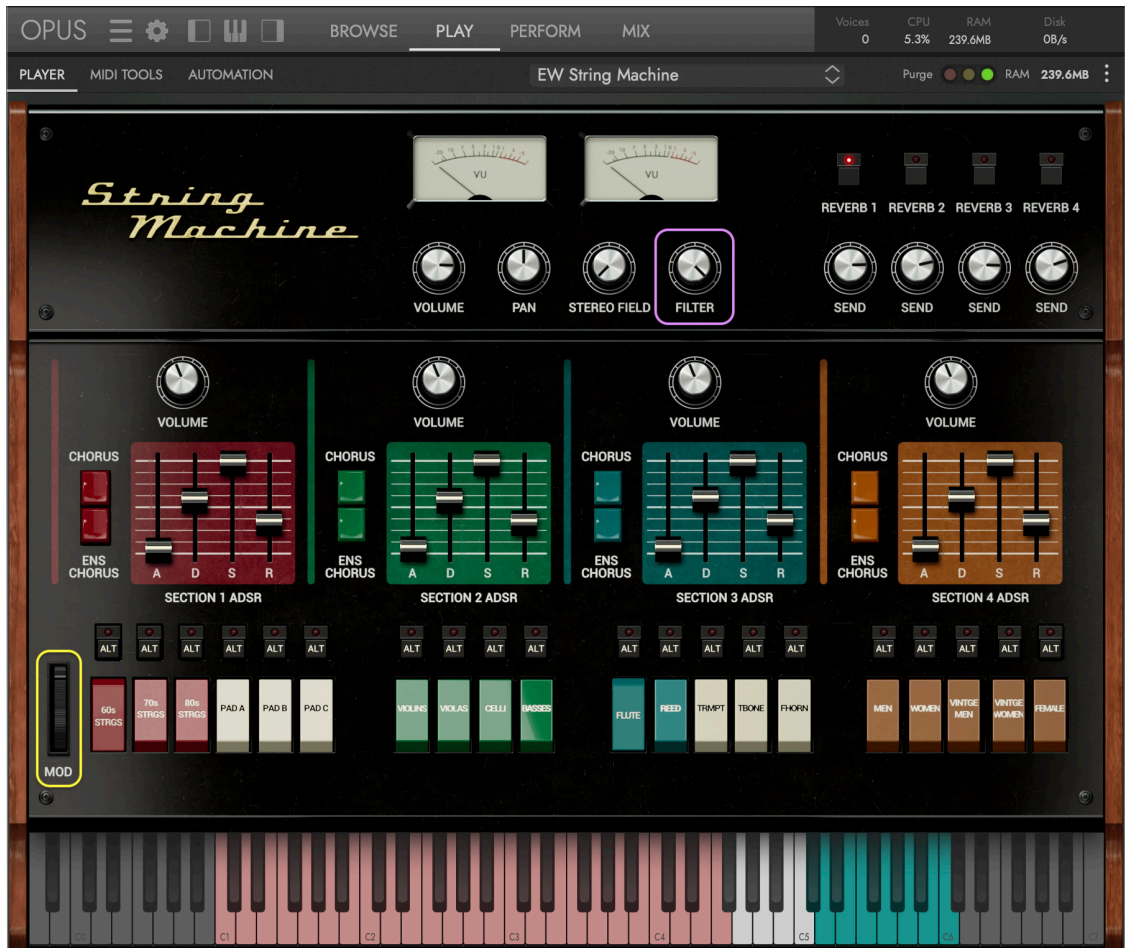 OPUS BROWSE PLAY PERFORM MIX
Voices CPU RAM Disk
0 5.3% 239.6MB 0B/s
PLAYER MIDI TOOLS AUTOMATION EW String Machine Purge RAM 239.6MB
String
Machine
VU VU
REVERB 1 REVERB 2 REVERB 3 REVERB 4
VOLUME PAN STEREO FIELD FILTER SEND SEND SEND SEND
VOLUME VOLUME VOLUME VOLUME
CHORUS CHORUS CHORUS CHORUS
ENS ENS ENS ENS
CHORUS CHORUS CHORUS CHORUS
A D S R A D S R A D S R A D S R
SECTION 1 ADSR SECTION 2 ADSR SECTION 3 ADSR SECTION 4 ADSR
ALT ALT ALT ALT ALT ALT ALT ALT ALT ALT ALT ALT ALT ALT ALT ALT ALT ALT ALT ALT
60s STRGS 70s STRGS 80s STRGS PAD A PAD B PAD C VIOLINS VIOLAS CELLI BASSES FLUTE REED TRMPT TBONE FHORN MEN WOMEN VINTGE MEN VINTGE WOMEN FEMALE
MOD
C0 C1 C2 C3 C4 C5 C6 C7